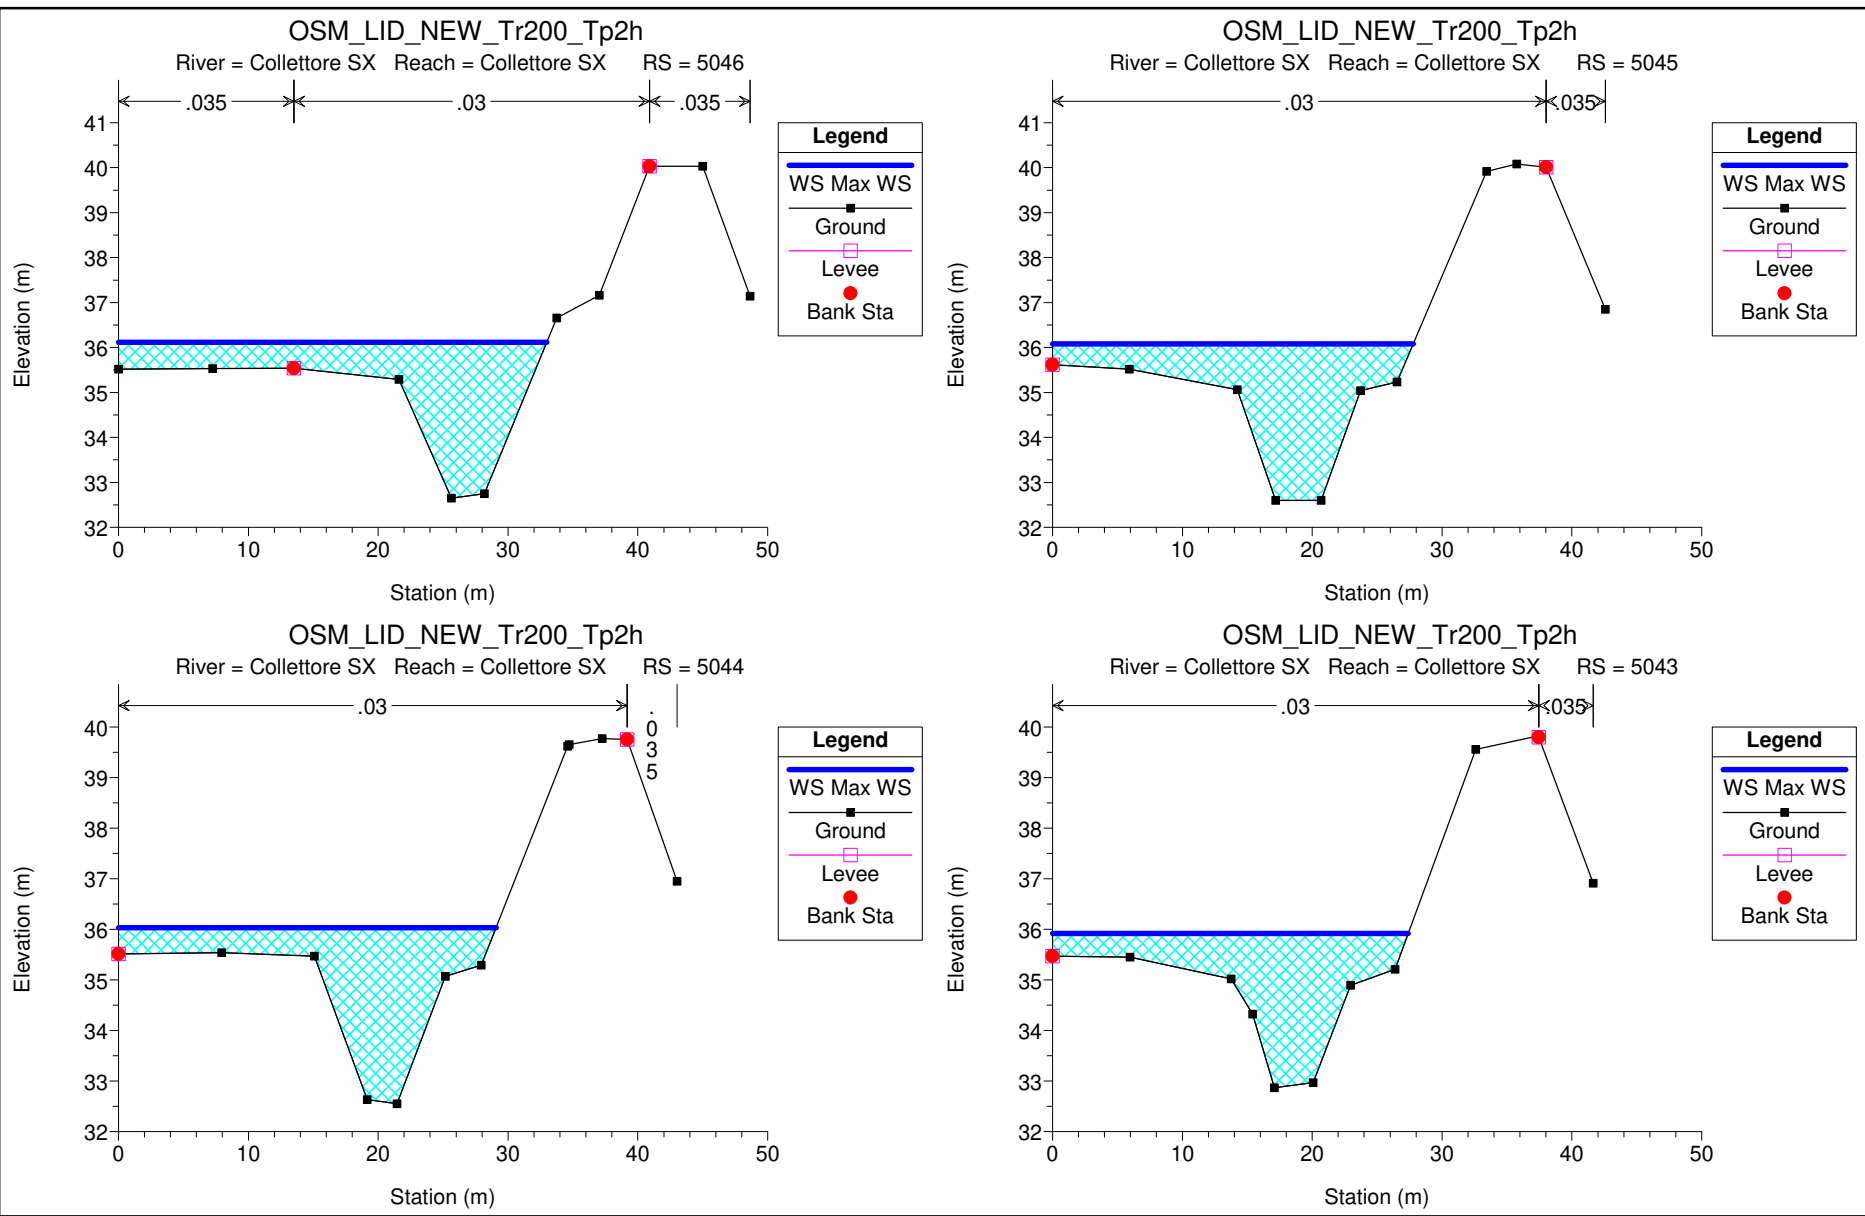 OSM_LID_NEW_Tr200_Tp2h
River = Collettore SX Reach = Collettore SX RS = 5046
.035 .03 .035
41
40
39
38
37
36
35
34
33
32
0 10 20 30 40 50
Station (m)
Elevation (m)
Legend
WS Max WS
Ground
Levee
Bank Sta
OSM_LID_NEW_Tr200_Tp2h
River = Collettore SX Reach = Collettore SX RS = 5045
.03 .035
41
40
39
38
37
36
35
34
33
32
0 10 20 30 40 50
Station (m)
Elevation (m)
Legend
WS Max WS
Ground
Levee
Bank Sta
OSM_LID_NEW_Tr200_Tp2h
River = Collettore SX Reach = Collettore SX RS = 5044
.03 .035
40
39
38
37
36
35
34
33
32
0 10 20 30 40 50
Station (m)
Elevation (m)
Legend
WS Max WS
Ground
Levee
Bank Sta
OSM_LID_NEW_Tr200_Tp2h
River = Collettore SX Reach = Collettore SX RS = 5043
.03 .035
40
39
38
37
36
35
34
33
32
0 10 20 30 40 50
Station (m)
Elevation (m)
Legend
WS Max WS
Ground
Levee
Bank Sta